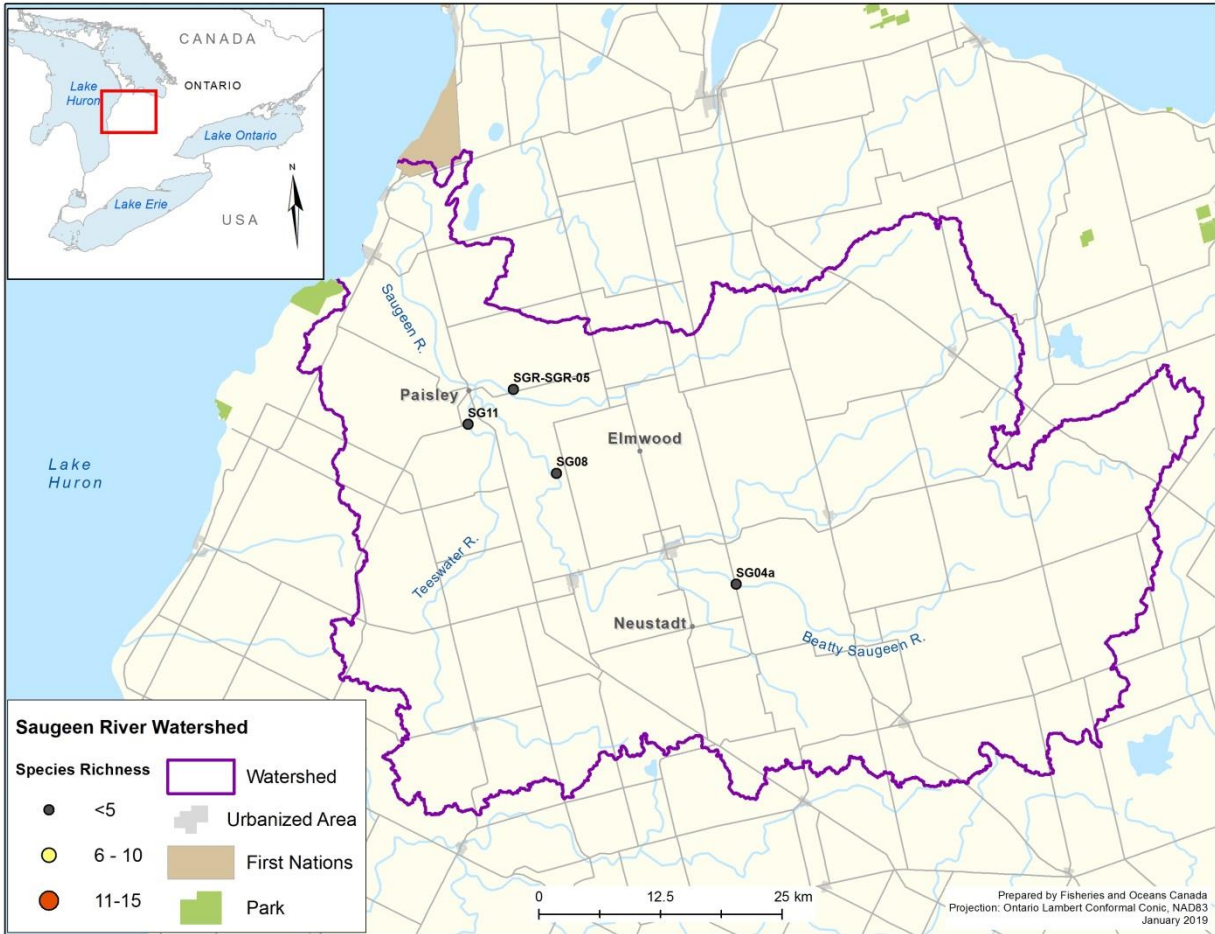 CANADA
ONTARIO
Lake
Huron
Lake Ontario
Lake Erie
USA
N
Saugeen R.
SGR-SGR-05
Paisley
SG11
Elmwood
SG08
Lake
Huron
Teeswater R.
SG04a
Neustadt
Beatty Saugeen R.
Saugeen River Watershed
Species Richness
<5
6 - 10
11-15
Watershed
Urbanized Area
First Nations
Park
0 12.5 25 km
Prepared by Fisheries and Oceans Canada
Projection: Ontario Lambert Conformal Conic, NAD83
January 2019